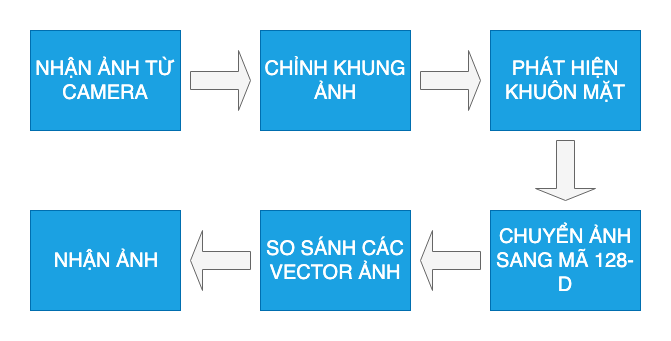 NHẬN ẢNH TỪ
CAMERA
CHỈNH KHUNG
ẢNH
PHÁT HIỆN
KHUÔN MẶT
CHUYỂN ẢNH
SANG MÃ 128-
D
SO SÁNH CÁC
VECTOR ẢNH
NHẬN ẢNH